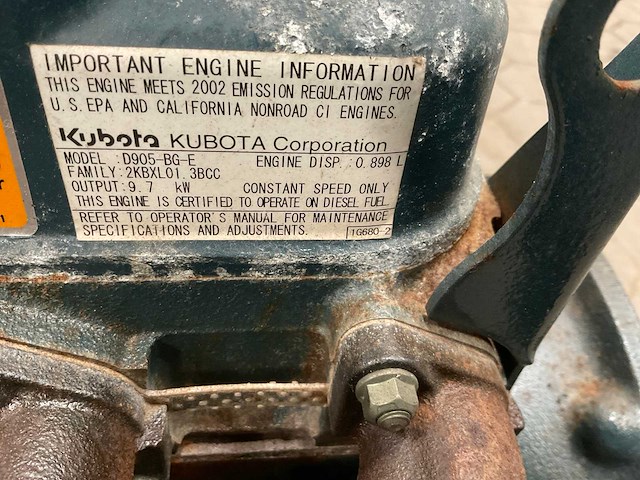 IMPORTANT ENGINE INFORMATION
THIS ENGINE MEETS 2002 EMISSION REGULATIONS FOR
U.S.EPA AND CALIFORNIA NONROAD CI ENGINES.
Kubota KUBOTA Corporation
MODEL :D905-BG-E ENGINE DISP.:0.898 L
FAMILY:2KBXL01.3BCC
OUTPUT:9.7 kW CONSTANT SPEED ONLY
THIS ENGINE IS CERTIFIED TO OPERATE ON DIESEL FUEL.
REFER TO OPERATOR'S MANUAL FOR MAINTENANCE
SPECIFICATIONS AND ADJUSTMENTS. 1G680-2